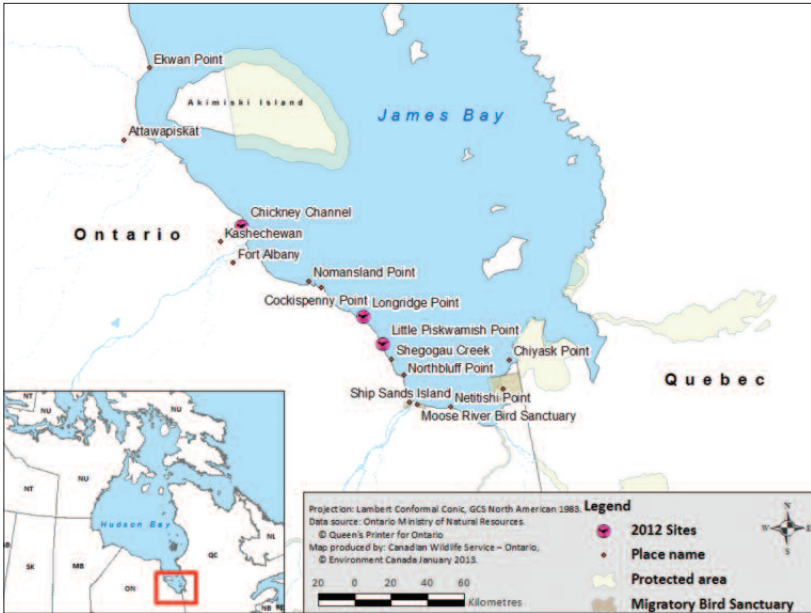 Ekwan Point
Akimiski Island
James Bay
Attawapiskat
Chickney Channel
Ontario
Kashechewan
Fort Albany
Nomansland Point
Cockispenny Point
Longridge Point
Little Piskwamish Point
Shegogau Creek
Chiyask Point
Northbluff Point
Quebec
Ship Sands Island
Netitishi Point
Moose River Bird Sanctuary
NT
NU
NU
NU
NT
NU
Hudson Bay
SK
MB
ON
QC
NL
NB
Projection: Lambert Conformal Conic, GCS North American 1983.
Data source: Ontario Ministry of Natural Resources
© Queen's Printer for Ontario
Map produced by: Canadian Wildlife Service – Ontario,
© Environment Canada January 2013.
20 0 20 40 60
Kilometres
Legend
2012 Sites
Place name
Protected area
Migratory Bird Sanctuary
N
W
E
S